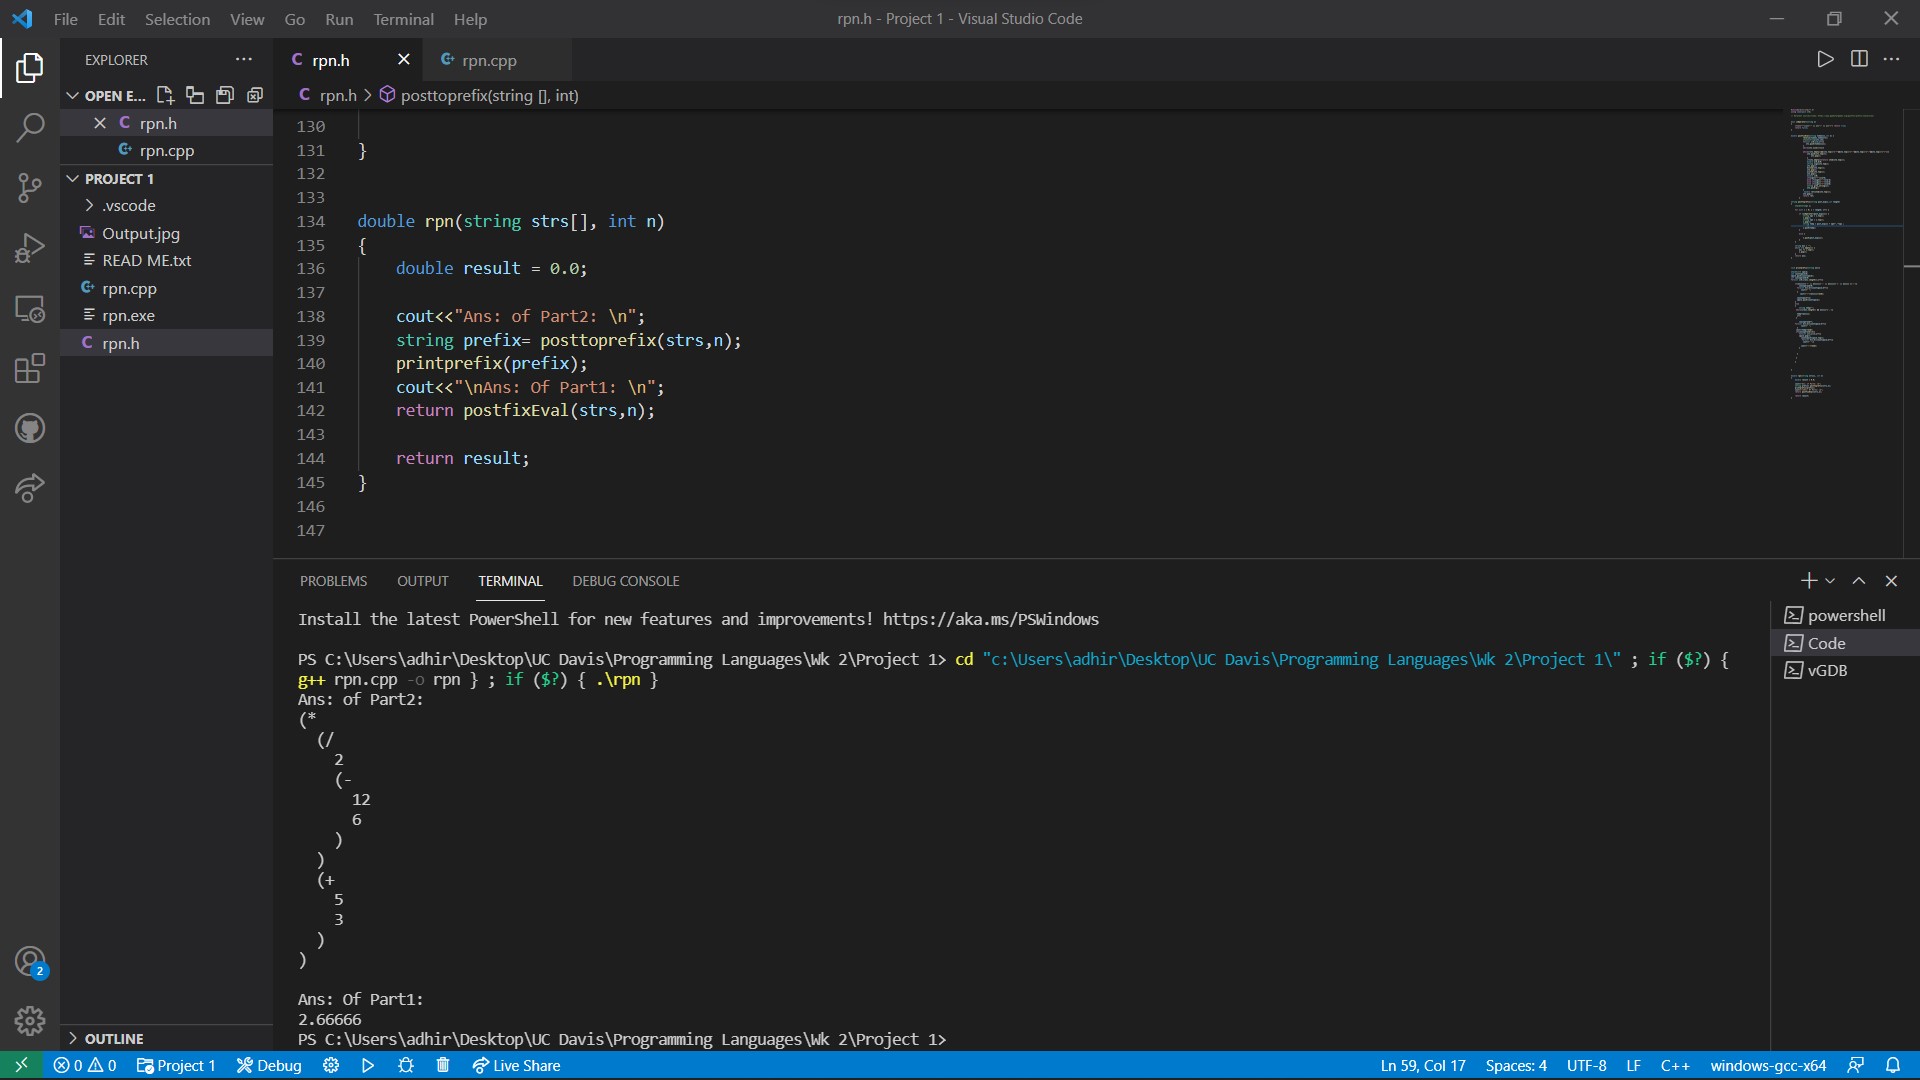 File Edit Selection View Go Run Terminal Help
rpn.h - Project 1 - Visual Studio Code
EXPLORER
OPEN E...
rpn.h
rpn.cpp
PROJECT 1
.vscode
Output.jpg
READ ME.txt
rpn.cpp
rpn.exe
rpn.h
OUTLINE
2
rpn.h rpn.cpp
rpn.h > posttoprefix(string [], int)
130
131 }
132
133
134 double rpn(string strs[], int n)
135 {
136 double result = 0.0;
137
138 cout<<"Ans: of Part2: \n";
139 string prefix= posttoprefix(strs,n);
140 printprefix(prefix);
141 cout<<"\nAns: Of Part1: \n";
142 return postfixEval(strs,n);
143
144 return result;
145 }
146
147
PROBLEMS OUTPUT TERMINAL DEBUG CONSOLE
Install the latest PowerShell for new features and improvements! https://aka.ms/PSWindows
PS C:\Users\adhir\Desktop\UC Davis\Programming Languages\Wk 2\Project 1> cd "c:\Users\adhir\Desktop\UC Davis\Programming Languages\Wk 2\Project 1\" ; if ($?) {
g++ rpn.cpp -o rpn } ; if ($?) { .\rpn }
Ans: of Part2:
(*
(/
2
(-
12
6
)
)
(+
5
3
)
)
Ans: Of Part1:
2.66666
PS C:\Users\adhir\Desktop\UC Davis\Programming Languages\Wk 2\Project 1>
powershell
Code
vGDB
0 0 Project 1 Debug Live Share
Ln 59, Col 17 Spaces: 4 UTF-8 LF C++ windows-gcc-x64